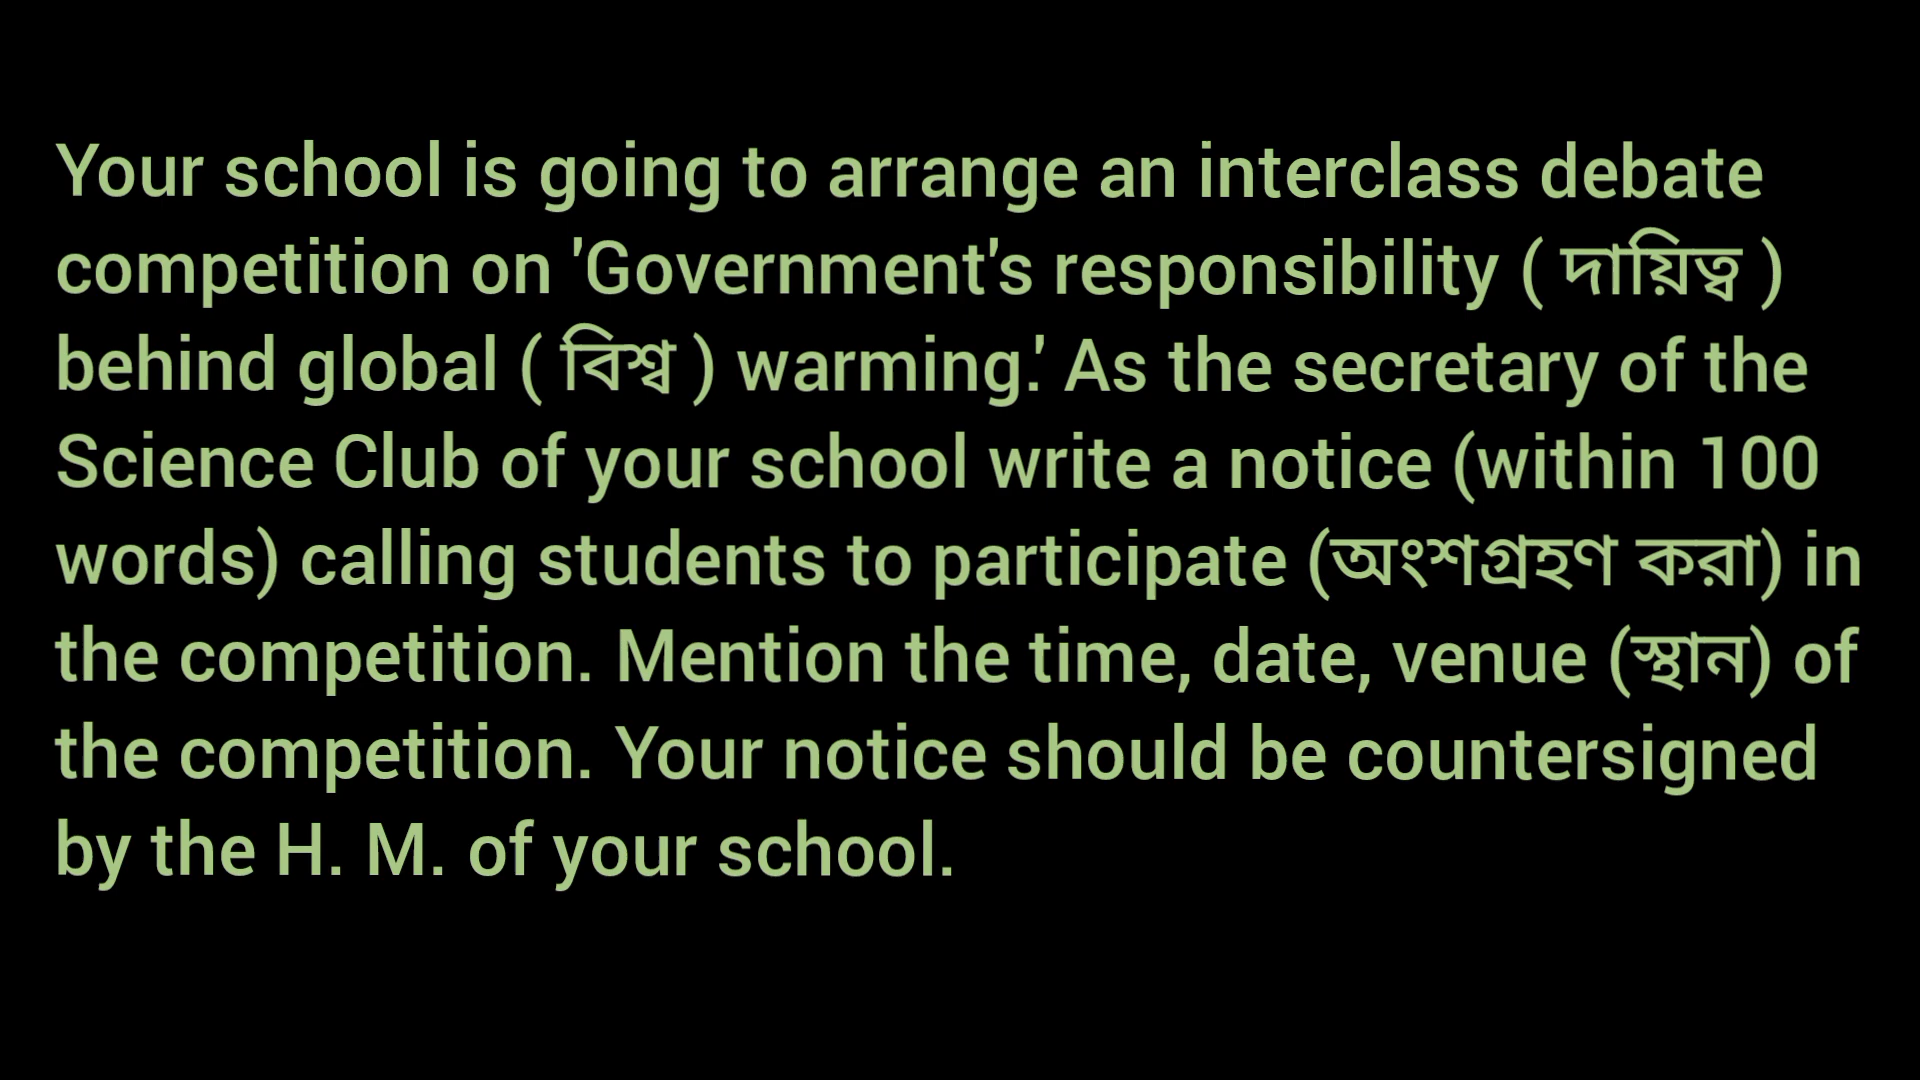 Your school is going to arrange an interclass debate
competition on 'Government's responsibility ( দায়িত্ব )
behind global ( বিশ্ব ) warming.' As the secretary of the
Science Club of your school write a notice (within 100
words) calling students to participate (অংশগ্রহণ করা) in
the competition. Mention the time, date, venue (স্থান) of
the competition. Your notice should be countersigned
by the H. M. of your school.